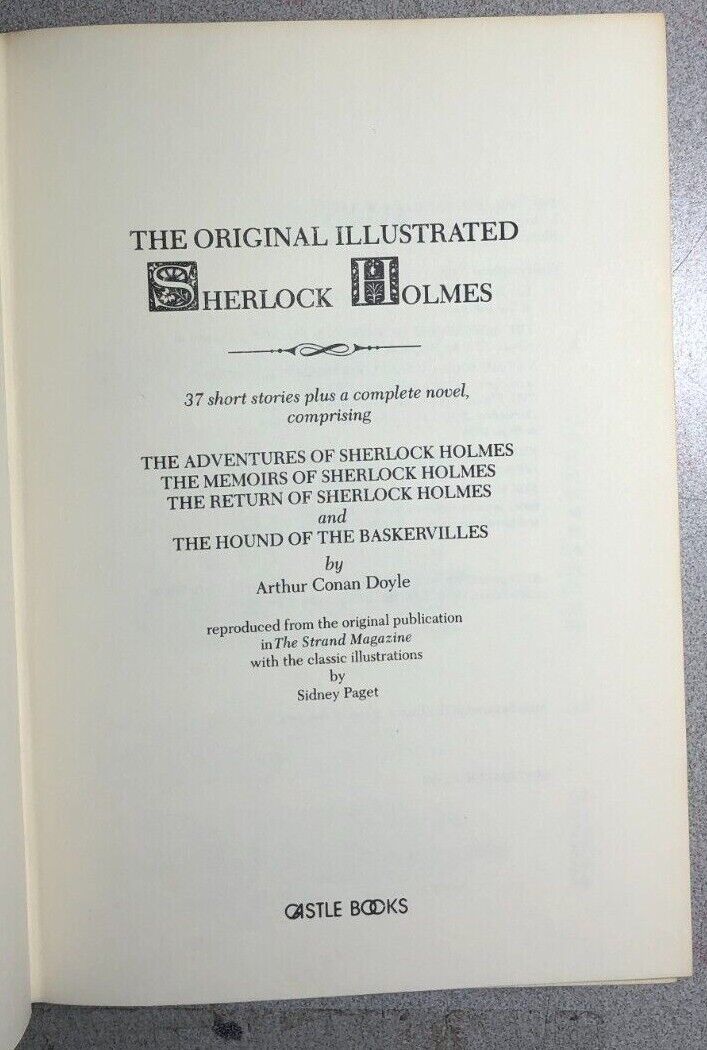 THE ORIGINAL ILLUSTRATED
SHERLOCK HOLMES
37 short stories plus a complete novel,
comprising
THE ADVENTURES OF SHERLOCK HOLMES
THE MEMOIRS OF SHERLOCK HOLMES
THE RETURN OF SHERLOCK HOLMES
and
THE HOUND OF THE BASKERVILLES
by
Arthur Conan Doyle
reproduced from the original publication
in The Strand Magazine
with the classic illustrations
by
Sidney Paget
CASTLE BOOKS